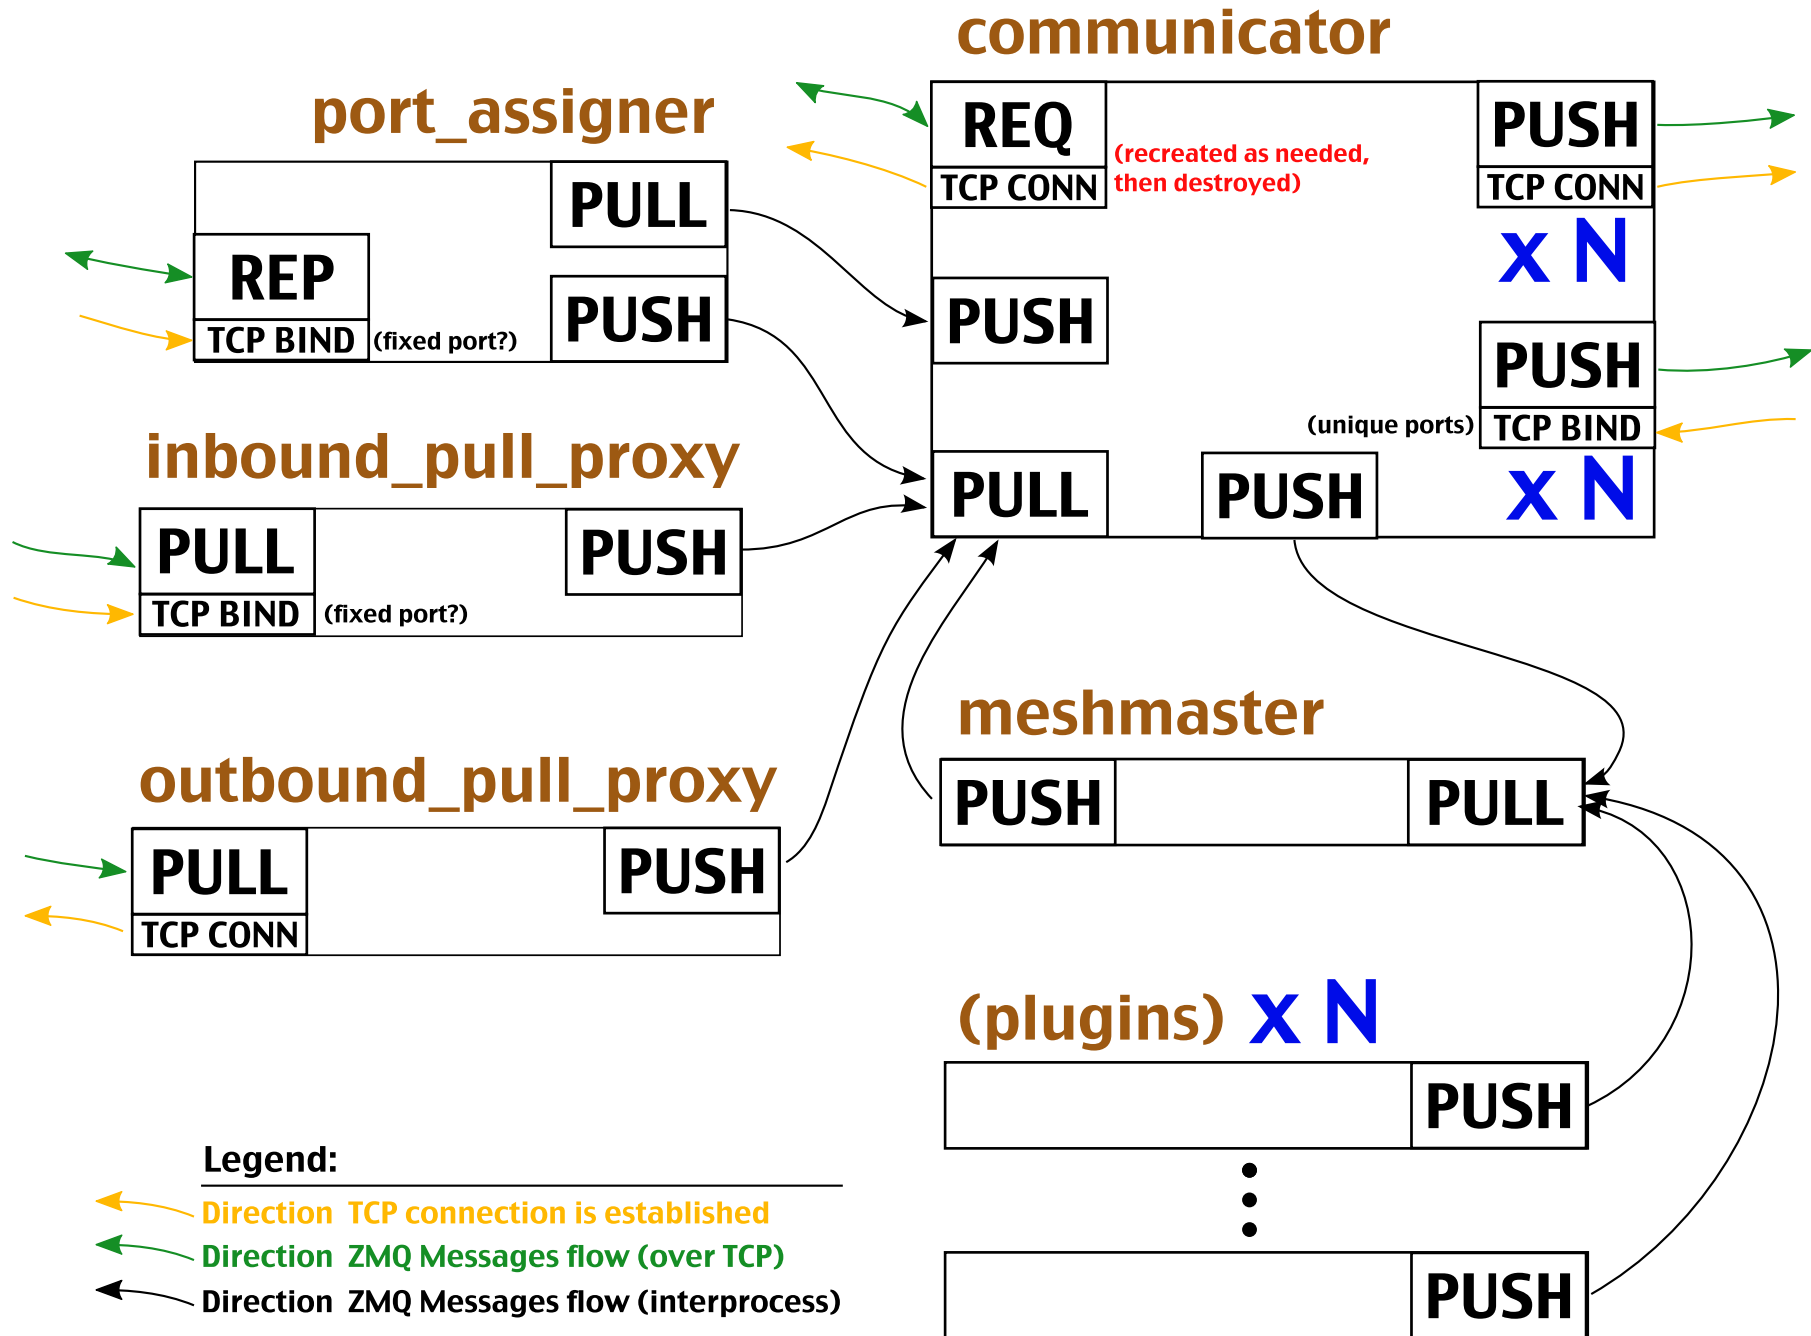 communicator
REQ
TCP CONN
(recreated as needed,
then destroyed)
PUSH
TCP CONN
x N
PUSH
PUSH
(unique ports)
TCP BIND
x N
PULL
PUSH
port_assigner
PULL
REP
PUSH
TCP BIND
(fixed port?)
inbound_pull_proxy
PULL
PUSH
TCP BIND
(fixed port?)
outbound_pull_proxy
PULL
PUSH
TCP CONN
meshmaster
PUSH
PULL
(plugins) x N
PUSH
PUSH
Legend:
Direction TCP connection is established
Direction ZMQ Messages flow (over TCP)
Direction ZMQ Messages flow (interprocess)